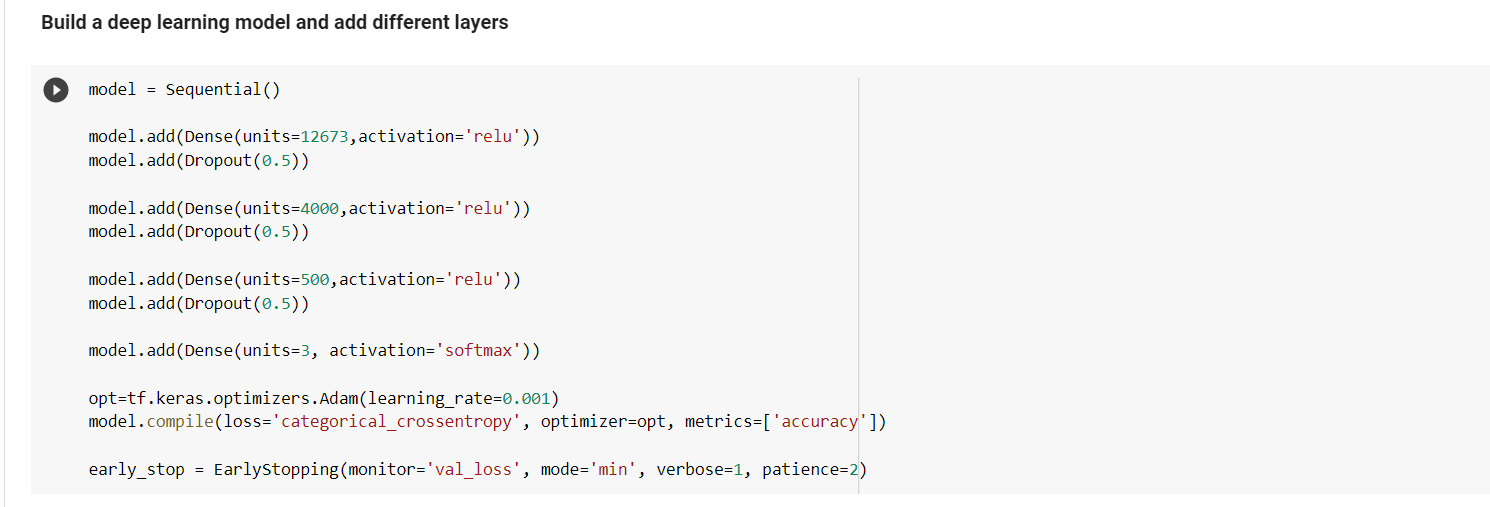 Build a deep learning model and add different layers
model = Sequential()
model.add(Dense(units=12673,activation='relu'))
model.add(Dropout(0.5))
model.add(Dense(units=4000,activation='relu'))
model.add(Dropout(0.5))
model.add(Dense(units=500,activation='relu'))
model.add(Dropout(0.5))
model.add(Dense(units=3, activation='softmax'))
opt=tf.keras.optimizers.Adam(learning_rate=0.001)
model.compile(loss='categorical_crossentropy', optimizer=opt, metrics=['accuracy'])
early_stop = EarlyStopping(monitor='val_loss', mode='min', verbose=1, patience=2)